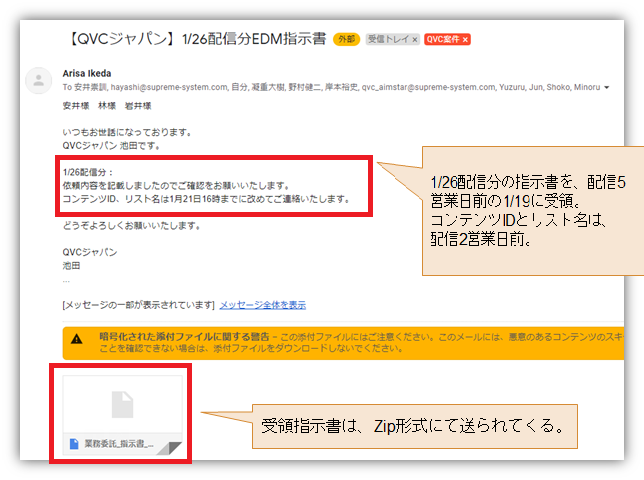 【QVCジャパン】1/26配信分EDM指示書 外部 受信トレイ × QVC案件 ×
Arisa Ikeda
To 安井崇訓, hayashi@supreme-system.com, 自分, 凝重大樹, 野村健二, 岸本裕史, qvc_aimstar@supreme-system.com, Yuzuru, Jun, Shoko, Minoru
安井様 林様 岩井様
いつもお世話になっております。
QVCジャパン 池田です。
1/26配信分：
依頼内容を記載しましたのでご確認をお願いいたします。
コンテンツID、リスト名は1月21日16時までに改めてご連絡いたします。
どうぞよろしくお願いいたします。
QVCジャパン
池田
...
[メッセージの一部が表示されています] メッセージ全体を表示
暗号化された添付ファイルに関する警告 – この添付ファイルにはご注意ください。このメールには、悪意のあるコンテンツのスキ
ことを確認できない場合は、添付ファイルをダウンロードしないでください。
業務委託_指示書_...
1/26配信分の指示書を、配信5
営業日前の1/19に受領。
コンテンツIDとリスト名は、
配信2営業日前。
受領指示書は、Zip形式にて送られてくる。